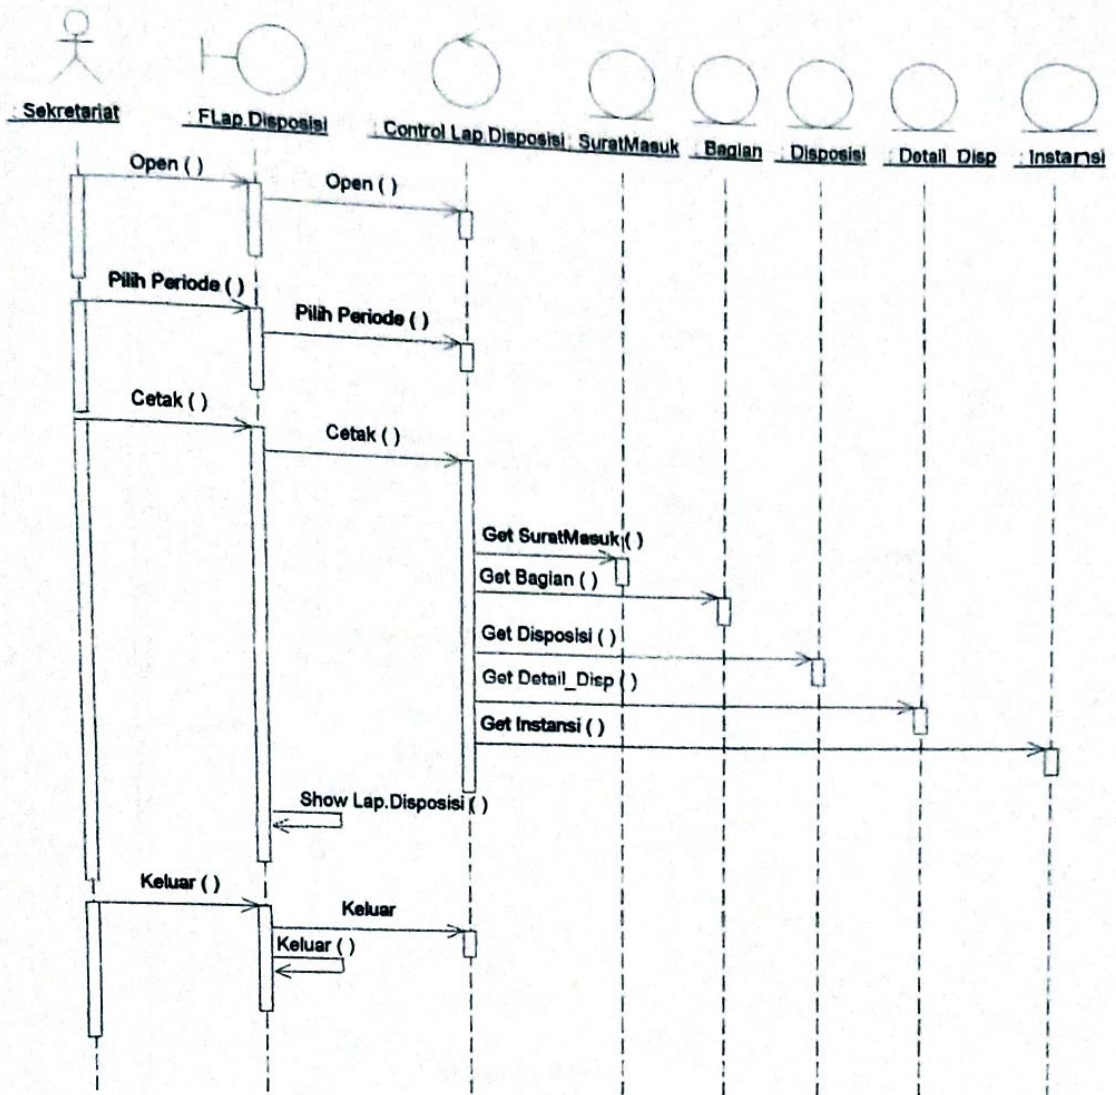 : Sekretariat
: FLap.Disposisi
: Control Lap.Disposisi
: SuratMasuk
: Bagian
: Disposisi
: Detail_Disp
: Instansi
Open ( )
Open ( )
Pilih Periode ( )
Pilih Periode ( )
Cetak ( )
Cetak ( )
Get SuratMasuk ( )
Get Bagian ( )
Get Disposisi ( )
Get Detail_Disp ( )
Get Instansi ( )
Show Lap.Disposisi ( )
Keluar ( )
Keluar
Keluar ( )